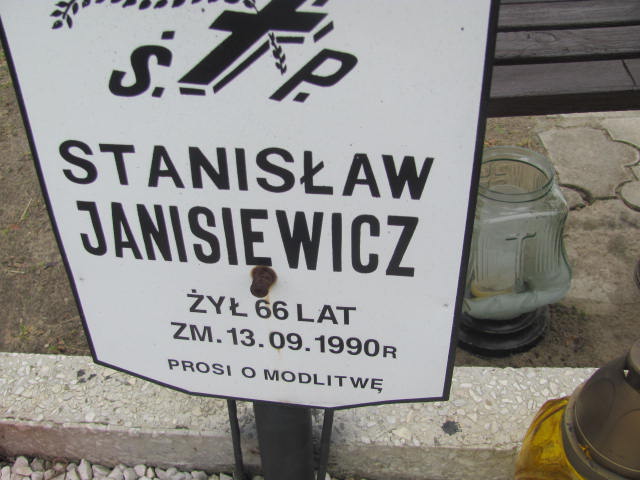 Ś. P.
STANISŁAW
JANISIEWICZ
ŻYŁ 66 LAT
ZM. 13.09.1990R
PROSI O MODLITWĘ